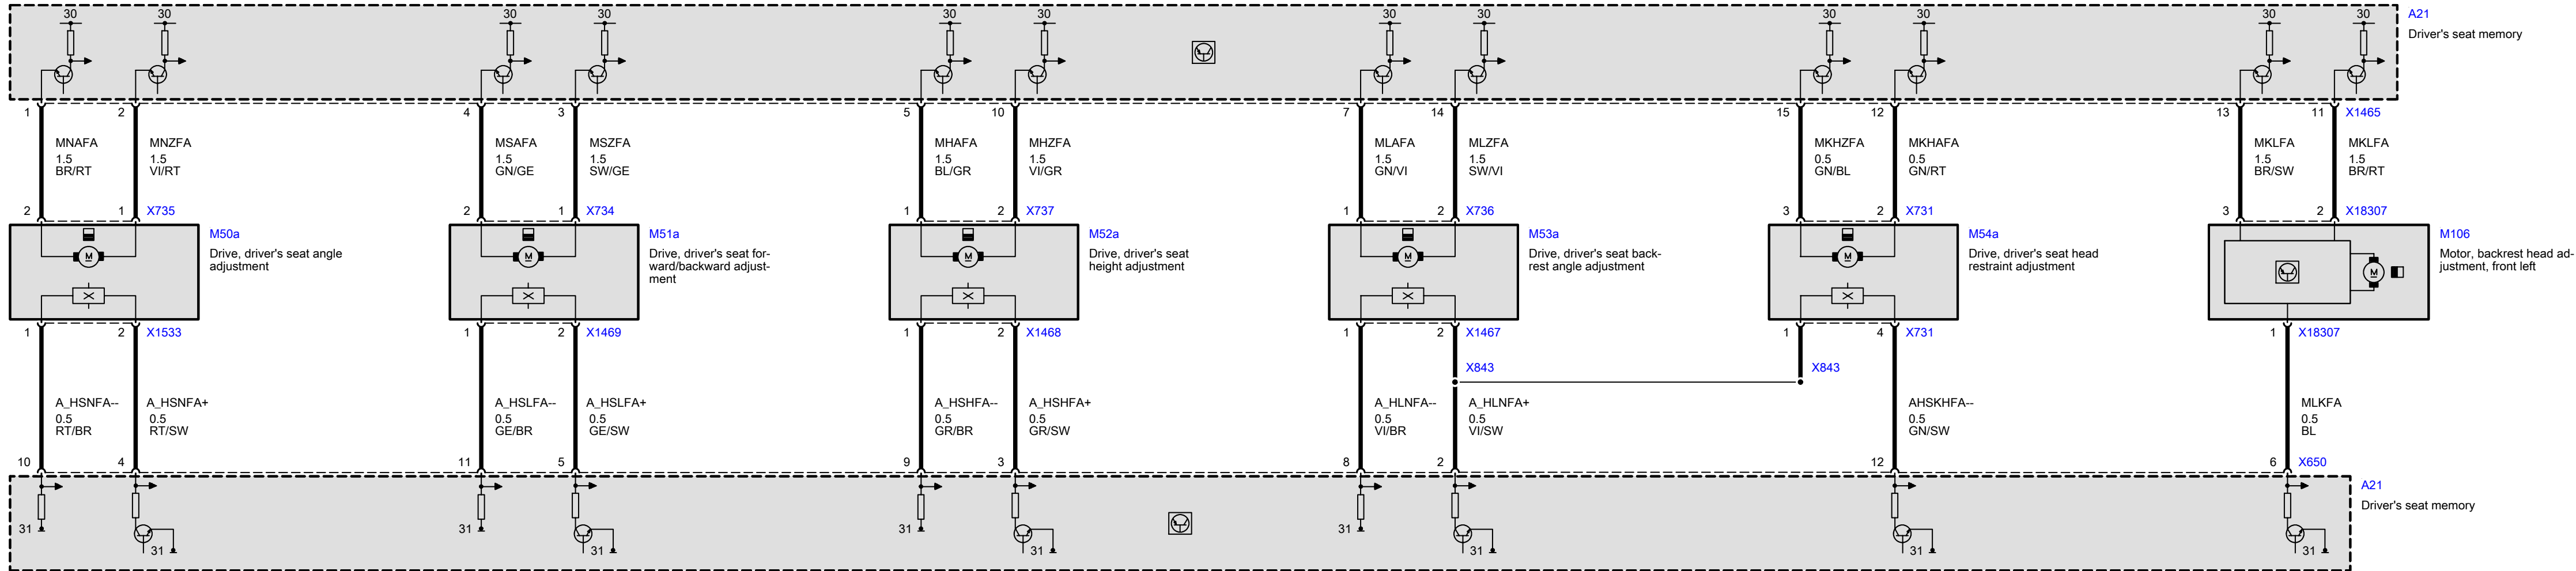 30 30 30 30 30 30 30 30 30 30 30 30
A21
Driver's seat memory
1 2 4 3 5 10 7 14 15 12 13 11 X1465
MNAFA
1.5
BR/RT
MNZFA
1.5
VI/RT
MSAFA
1.5
GN/GE
MSZFA
1.5
SW/GE
MHAFA
1.5
BL/GR
MHZFA
1.5
VI/GR
MLAFA
1.5
GN/VI
MLZFA
1.5
SW/VI
MKHZFA
0.5
GN/BL
MKHAFA
0.5
GN/RT
MKLFA
1.5
BR/SW
MKLFA
1.5
BR/RT
2 1 X735 2 1 X734 1 2 X737 1 2 X736 3 2 X731 3 2 X18307
M
M50a
Drive, driver's seat angle
adjustment
M
M51a
Drive, driver's seat for-
ward/backward adjust-
ment
M
M52a
Drive, driver's seat
height adjustment
M
M53a
Drive, driver's seat back-
rest angle adjustment
M
M54a
Drive, driver's seat head
restraint adjustment
M
M106
Motor, backrest head ad-
justment, front left
1 2 X1533 1 2 X1469 1 2 X1468 1 2 X1467 1 4 X731 1 X18307
X843 X843
A_HSNFA--
0.5
RT/BR
A_HSNFA+
0.5
RT/SW
A_HSLFA--
0.5
GE/BR
A_HSLFA+
0.5
GE/SW
A_HSHFA--
0.5
GR/BR
A_HSHFA+
0.5
GR/SW
A_HLNFA--
0.5
VI/BR
A_HLNFA+
0.5
VI/SW
AHSKHFA--
0.5
GN/SW
MLKFA
0.5
BL
10 4 11 5 9 3 8 2 12 6 X650
A21
Driver's seat memory
31 31 31 31
31 31 31 31 31 31